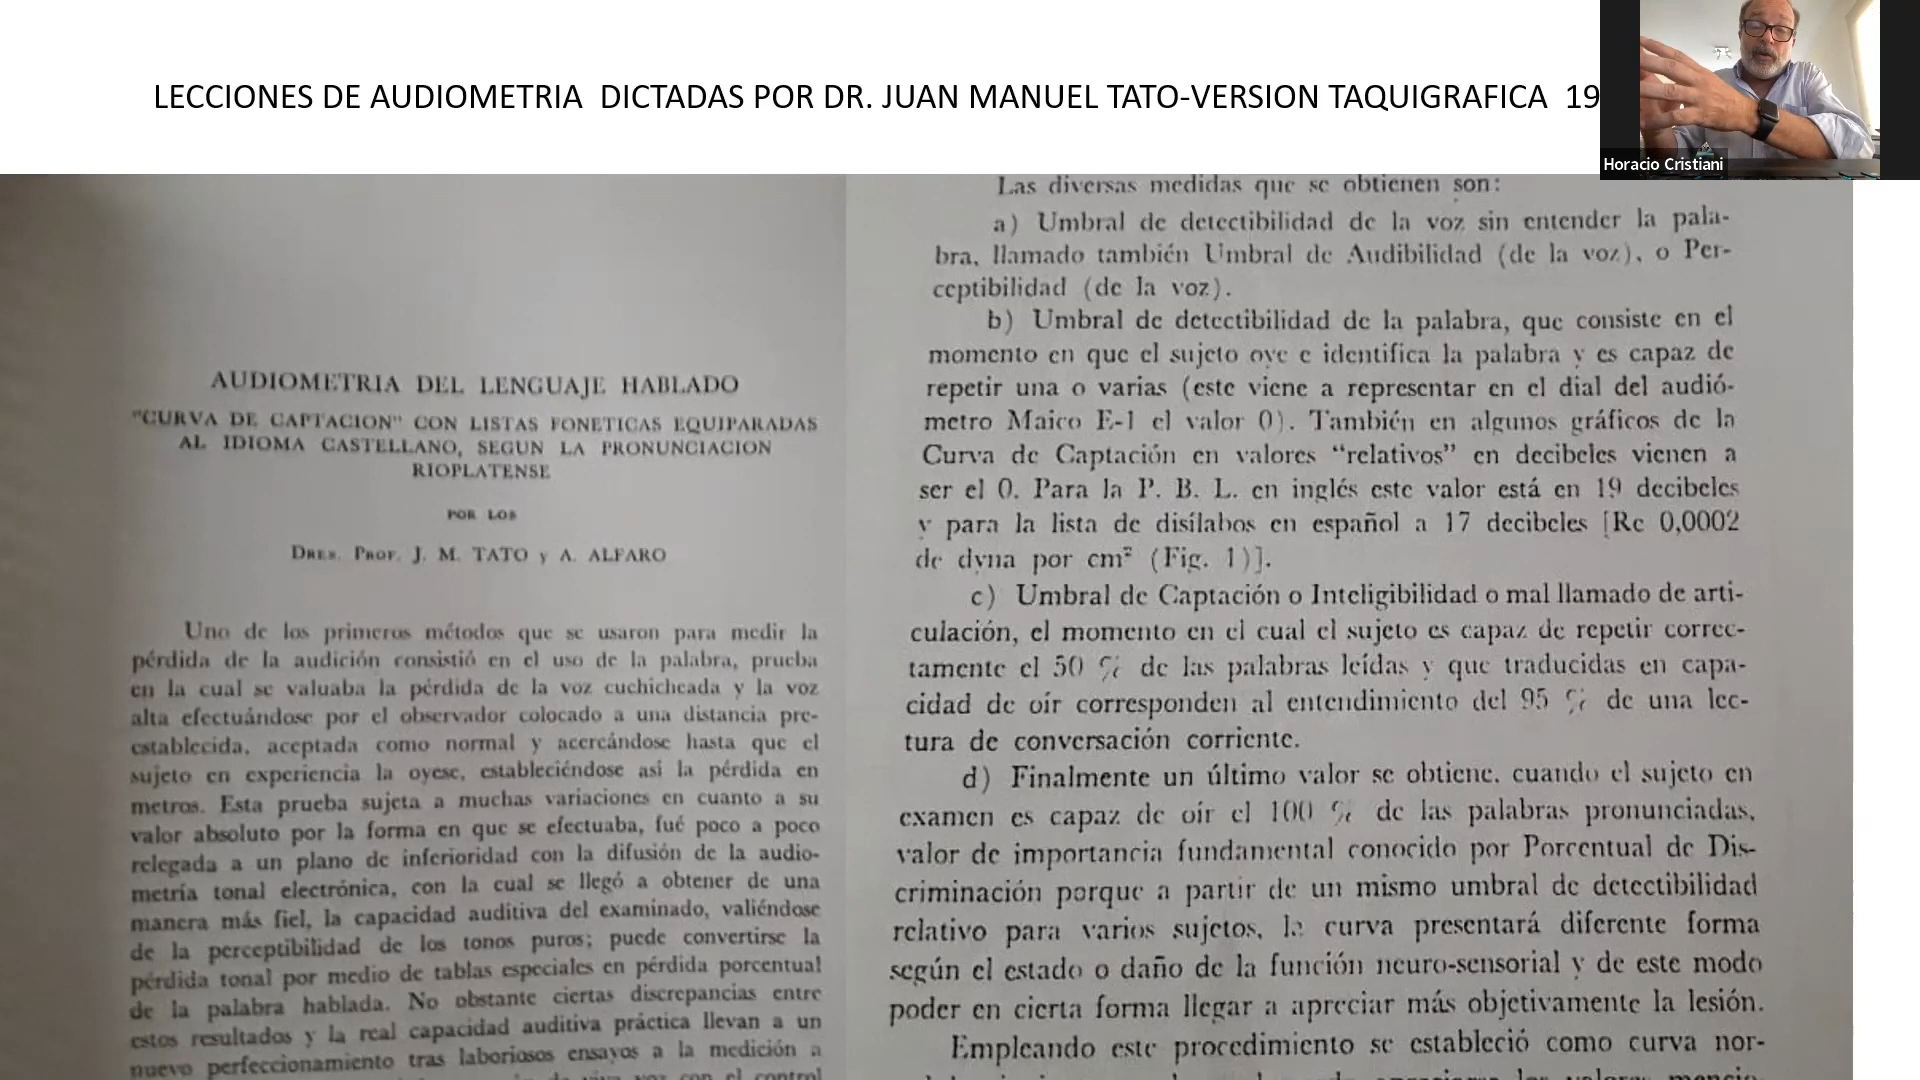 LECCIONES DE AUDIOMETRIA DICTADAS POR DR. JUAN MANUEL TATO-VERSION TAQUIGRAFICA 19
Horacio Cristiani
AUDIOMETRIA DEL LENGUAJE HABLADO
"CURVA DE CAPTACION" CON LISTAS FONETICAS EQUIPARADAS
AL IDIOMA CASTELLANO, SEGUN LA PRONUNCIACION
RIOPLATENSE
POR LOS
DRES. PROF. J. M. TATO y A. ALFARO
Uno de los primeros métodos que se usaron para medir la
pérdida de la audición consistió en el uso de la palabra, prueba
en la cual se valuaba la pérdida de la voz cuchicheada y la voz
alta efectuándose por el observador colocado a una distancia pre-
establecida, aceptada como normal y acercándose hasta que el
sujeto en experiencia la oyese, estableciéndose así la pérdida en
metros. Esta prueba sujeta a muchas variaciones en cuanto a su
valor absoluto por la forma en que se efectuaba, fué poco a poco
relegada a un plano de inferioridad con la difusión de la audio-
metría tonal electrónica, con la cual se llegó a obtener de una
manera más fiel, la capacidad auditiva del examinado, valiéndose
de la perceptibilidad de los tonos puros; puede convertirse la
pérdida tonal por medio de tablas especiales en pérdida porcentual
de la palabra hablada. No obstante ciertas discrepancias entre
estos resultados y la real capacidad auditiva práctica llevan a un
nuevo perfeccionamiento tras laboriosos ensayos a la medición a
Las diversas medidas que se obtienen son:
a) Umbral de detectibilidad de la voz sin entender la pala-
bra, llamado también Umbral de Audibilidad (de la voz), o Per-
ceptibilidad (de la voz).
b) Umbral de detectibilidad de la palabra, que consiste en el
momento en que el sujeto oye e identifica la palabra y es capaz de
repetir una o varias (este viene a representar en el dial del audió-
metro Maico E-1 el valor 0). También en algunos gráficos de la
Curva de Captación en valores "relativos" en decibeles vienen a
ser el 0. Para la P. B. L. en inglés este valor está en 19 decibeles
y para la lista de disílabos en español a 17 decibeles [Re 0,0002
de dyna por cm² (Fig. 1)].
c) Umbral de Captación o Inteligibilidad o mal llamado de arti-
culación, el momento en el cual el sujeto es capaz de repetir correc-
tamente el 50 % de las palabras leídas y que traducidas en capa-
cidad de oír corresponden al entendimiento del 95 % de una lec-
tura de conversación corriente.
d) Finalmente un último valor se obtiene, cuando el sujeto en
examen es capaz de oír el 100 % de las palabras pronunciadas,
valor de importancia fundamental conocido por Porcentual de Dis-
criminación porque a partir de un mismo umbral de detectibilidad
relativo para varios sujetos, la curva presentará diferente forma
según el estado o daño de la función neuro-sensorial y de este modo
poder en cierta forma llegar a apreciar más objetivamente la lesión.
Empleando este procedimiento se estableció como curva nor-